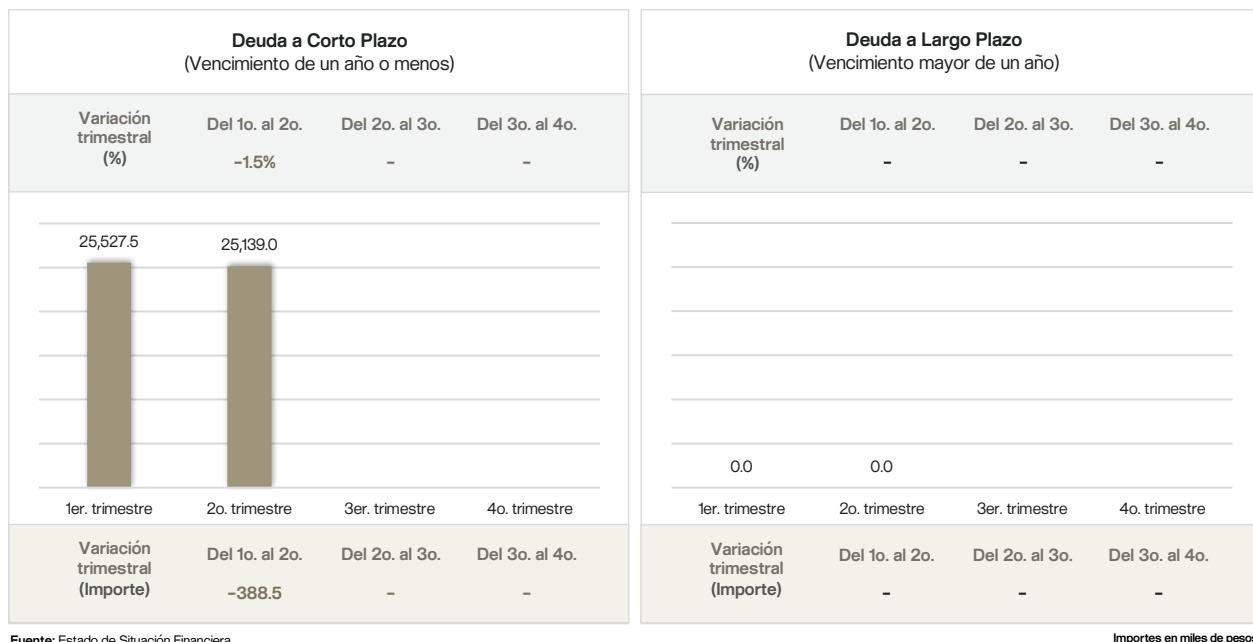 Deuda a Corto Plazo
(Vencimiento de un año o menos)
Variación trimestral (%)
Del 1o. al 2o. Del 2o. al 3o. Del 3o. al 4o.
-1.5% - -
25,527.5 25,139.0
1er. trimestre 2o. trimestre 3er. trimestre 4o. trimestre
Variación trimestral (Importe)
Del 1o. al 2o. Del 2o. al 3o. Del 3o. al 4o.
-388.5 - -
Deuda a Largo Plazo
(Vencimiento mayor de un año)
Variación trimestral (%)
Del 1o. al 2o. Del 2o. al 3o. Del 3o. al 4o.
- - -
0.0 0.0
1er. trimestre 2o. trimestre 3er. trimestre 4o. trimestre
Variación trimestral (Importe)
Del 1o. al 2o. Del 2o. al 3o. Del 3o. al 4o.
- - -
Fuente: Estado de Situación Financiera
Importes en miles de pesos